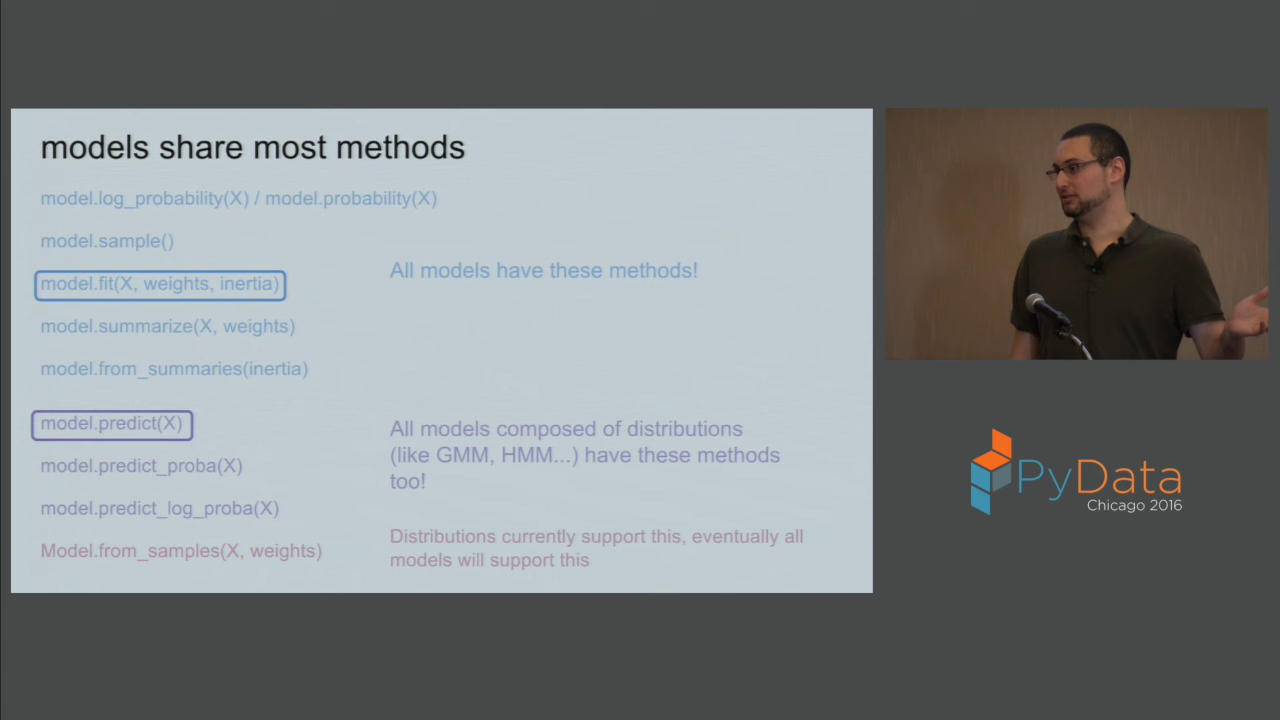 models share most methods
model.log_probability(X) / model.probability(X)
model.sample()
All models have these methods!
model.fit(X, weights, inertia)
model.summarize(X, weights)
model.from_summaries(inertia)
model.predict(X)
All models composed of distributions
(like GMM, HMM...) have these methods
too!
model.predict_proba(X)
model.predict_log_proba(X)
Model.from_samples(X, weights)
Distributions currently support this, eventually all
models will support this
PyData
Chicago 2016